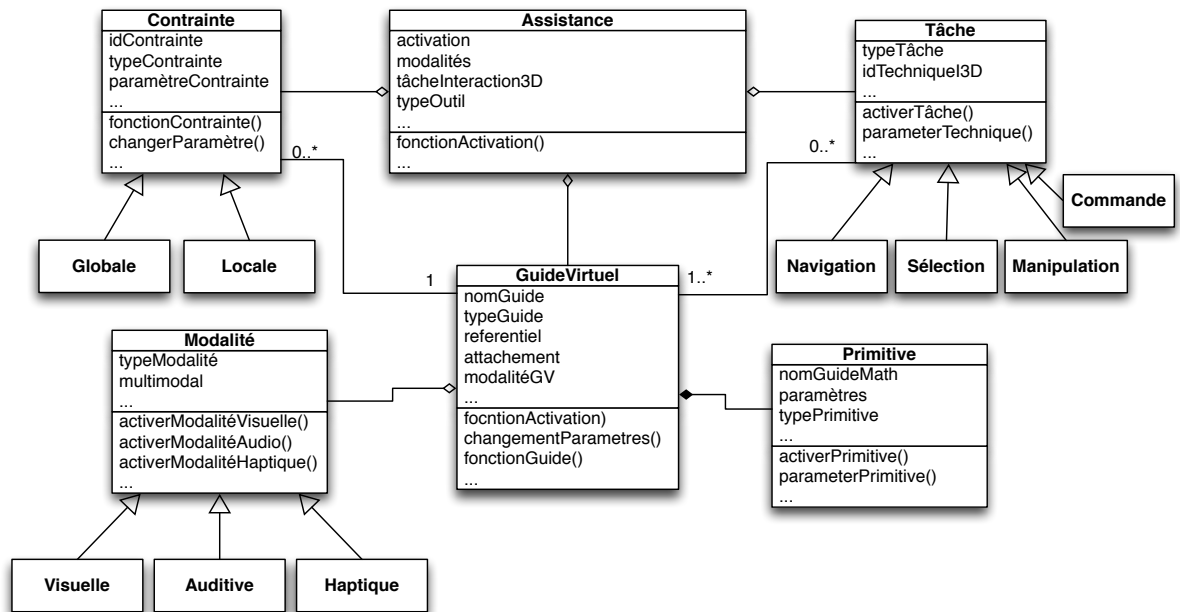 Contrainte
idContrainte
typeContrainte
paramètreContrainte
...
fonctionContrainte()
changerParamètre()
...
Assistance
activation
modalités
tâcheInteraction3D
typeOutil
...
fonctionActivation()
...
Tâche
typeTâche
idTechniqueI3D
...
activerTâche()
parameterTechnique()
...
0..*
0..*
Commande
Globale
Locale
Navigation
Sélection
Manipulation
1
1..*
GuideVirtuel
nomGuide
typeGuide
referentiel
attachement
modalitéGV
...
focntionActivation)
changementParametres()
fonctionGuide()
...
Modalité
typeModalité
multimodal
...
activerModalitéVisuelle()
activerModalitéAudio()
activerModalitéHaptique()
...
Primitive
nomGuideMath
paramètres
typePrimitive
...
activerPrimitive()
parameterPrimitive()
...
Visuelle
Auditive
Haptique